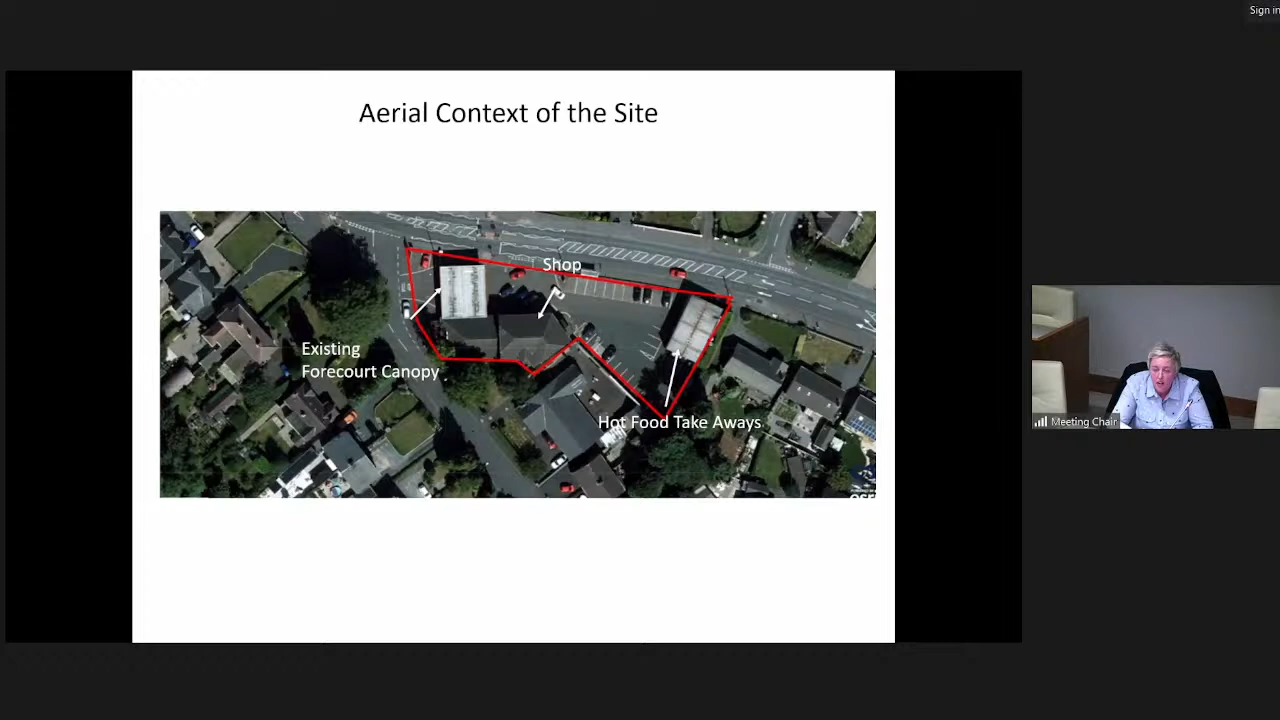 Sign in
Aerial Context of the Site
Shop
Existing
Forecourt Canopy
Hot Food Take Aways
Meeting Chair